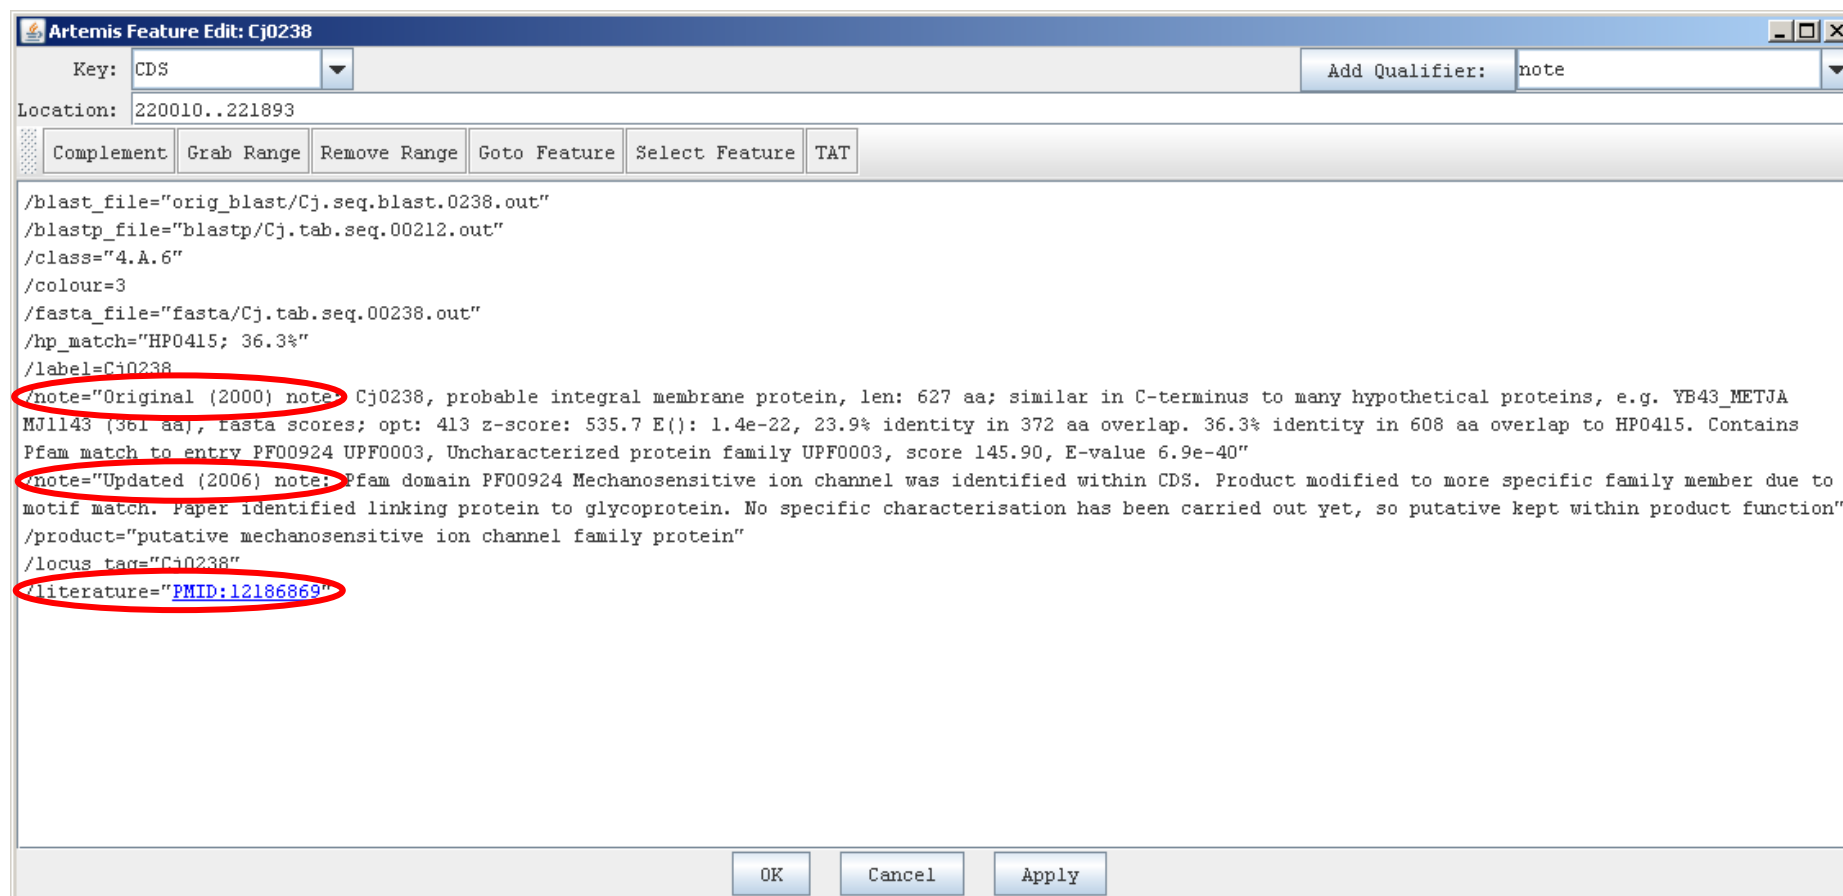 Artemis Feature Edit: Cj0238
Key: CDS Add Qualifier: note
Location: 220010..221893
Complement Grab Range Remove Range Goto Feature Select Feature TAT
/blast_file="orig_blast/Cj.seq.blast.0238.out"
/blastp_file="blastp/Cj.tab.seq.00212.out"
/class="4.A.6"
/colour=3
/fasta_file="fasta/Cj.tab.seq.00238.out"
/hp_match="HP0415; 36.3%"
/label=Cj0238
/note="Original (2000) note: Cj0238, probable integral membrane protein, len: 627 aa; similar in C-terminus to many hypothetical proteins, e.g. YB43_METJA
MJ1143 (361 aa), fasta scores; opt: 413 z-score: 535.7 E(): 1.4e-22, 23.9% identity in 372 aa overlap. 36.3% identity in 608 aa overlap to HP0415. Contains
Pfam match to entry PF00924 UPF0003, Uncharacterized protein family UPF0003, score 145.90, E-value 6.9e-40"
/note="Updated (2006) note: Pfam domain PF00924 Mechanosensitive ion channel was identified within CDS. Product modified to more specific family member due to
motif match. Paper identified linking protein to glycoprotein. No specific characterisation has been carried out yet, so putative kept within product function"
/product="putative mechanosensitive ion channel family protein"
/locus_tag="Cj0238"
/literature="PMID:12186869"
OK Cancel Apply